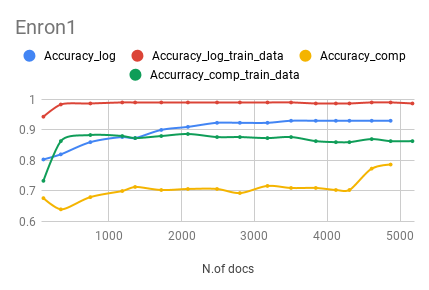 Enron1
Accuracy_log Accuracy_log_train_data Accuracy_comp
Accurracy_comp_train_data
1
0.9
0.8
0.7
0.6
1000 2000 3000 4000 5000
N.of docs